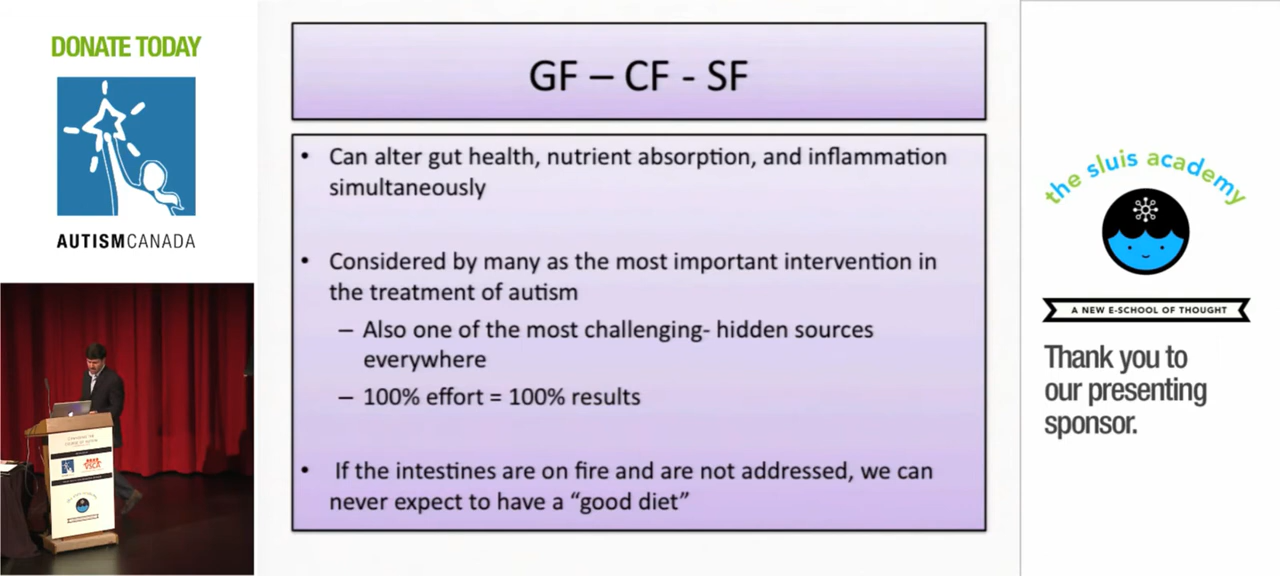 DONATE TODAY
AUTISMCANADA
GF – CF - SF
• Can alter gut health, nutrient absorption, and inflammation
simultaneously
• Considered by many as the most important intervention in
the treatment of autism
– Also one of the most challenging- hidden sources
everywhere
– 100% effort = 100% results
• If the intestines are on fire and are not addressed, we can
never expect to have a “good diet”
the sluis academy
A NEW E-SCHOOL OF THOUGHT
Thank you to
our presenting
sponsor.